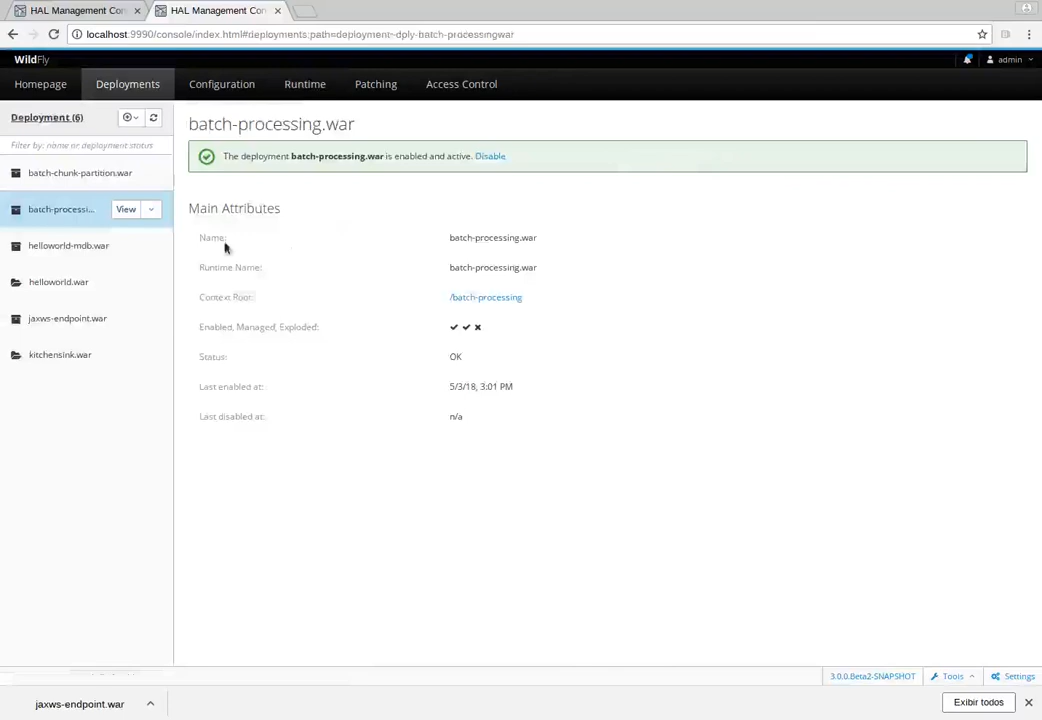 HAL Management Con
HAL Management Con
localhost:9990/console/index.html#deployments;path=deployment~dply-batch-processingwar
WildFly
admin
Homepage
Deployments
Configuration
Runtime
Patching
Access Control
Deployment (6)
Filter by: name or deployment status
batch-chunk-partition.war
batch-processi...
View
helloworld-mdb.war
helloworld.war
jaxws-endpoint.war
kitchensink.war
batch-processing.war
The deployment batch-processing.war is enabled and active. Disable
Main Attributes
Name: batch-processing.war
Runtime Name: batch-processing.war
Context Root: /batch-processing
Enabled, Managed, Exploded:
Status: OK
Last enabled at: 5/3/18, 3:01 PM
Last disabled at: n/a
3.0.0.Beta2-SNAPSHOT
Tools
Settings
jaxws-endpoint.war
Exibir todos